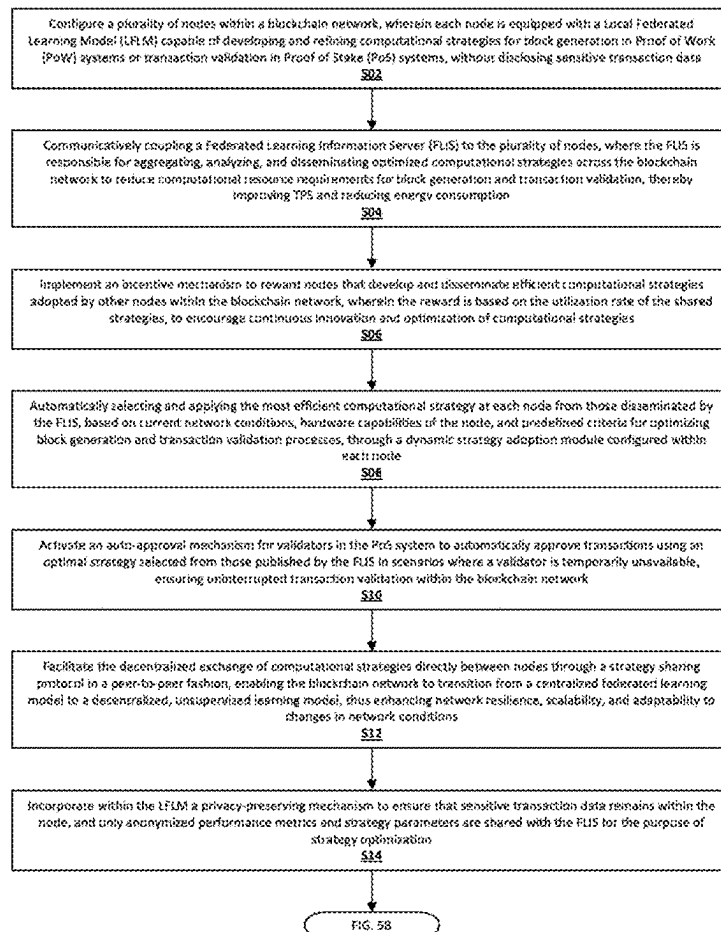 Configure a plurality of nodes within a blockchain network, wherein each node is equipped with a Local Federated
Learning Model (LFLM) capable of developing and refining computational strategies for block generation in Proof of Work
(PoW) systems or transaction validation in Proof of Stake (PoS) systems, without disclosing sensitive transaction data
S02
Communicatively coupling a Federated Learning Information Server (FLIS) to the plurality of nodes, where the FLIS is
responsible for aggregating, analyzing, and disseminating optimized computational strategies across the blockchain
network to reduce computational resource requirements for block generation and transaction validation, thereby
improving TPS and reducing energy consumption
S04
Implement an incentive mechanism to reward nodes that develop and disseminate efficient computational strategies
adopted by other nodes within the blockchain network, wherein the reward is based on the utilization rate of the shared
strategies, to encourage continuous innovation and optimization of computational strategies
S06
Automatically selecting and applying the most efficient computational strategy at each node from those disseminated by
the FLIS, based on current network conditions, hardware capabilities of the node, and predefined criteria for optimizing
block generation and transaction validation processes, through a dynamic strategy adoption module configured within
each node
S08
Activate an auto-approval mechanism for validators in the PoS system to automatically approve transactions using an
optimal strategy selected from those published by the FLIS in scenarios where a validator is temporarily unavailable,
ensuring uninterrupted transaction validation within the blockchain network
S10
Facilitate the decentralized exchange of computational strategies directly between nodes through a strategy sharing
protocol in a peer-to-peer fashion, enabling the blockchain network to transition from a centralized federated learning
model to a decentralized, unsupervised learning model, thus enhancing network resilience, scalability, and adaptability to
changes in network conditions
S12
Incorporate within the LFLM a privacy-preserving mechanism to ensure that sensitive transaction data remains within the
node, and only anonymized performance metrics and strategy parameters are shared with the FLIS for the purpose of
strategy optimization
S14
FIG. 5B